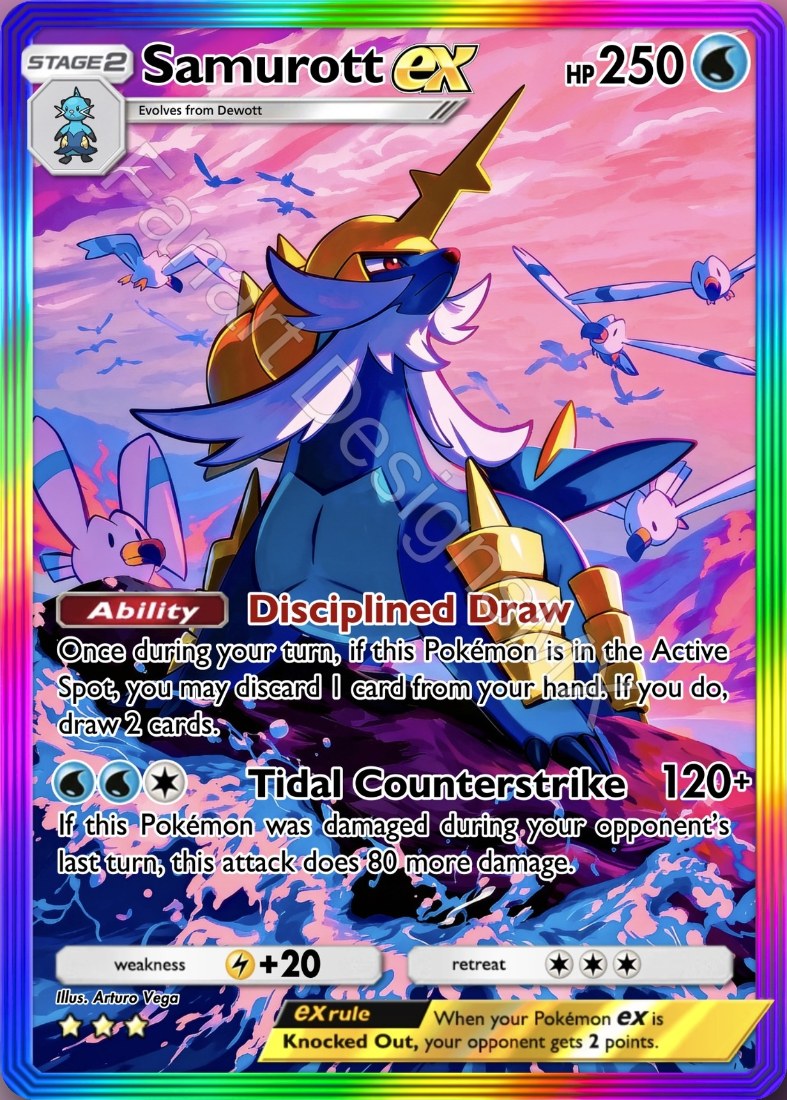 STAGE2 Samurott ex HP 250
Evolves from Dewott
Fanart Design
Ability Disciplined Draw
Once during your turn, if this Pokémon is in the Active
Spot, you may discard 1 card from your hand. If you do,
draw 2 cards.
Tidal Counterstrike 120+
If this Pokémon was damaged during your opponent's
last turn, this attack does 80 more damage.
weakness +20 retreat
Illus. Arturo Vega
ex rule When your Pokémon ex is
Knocked Out, your opponent gets 2 points.